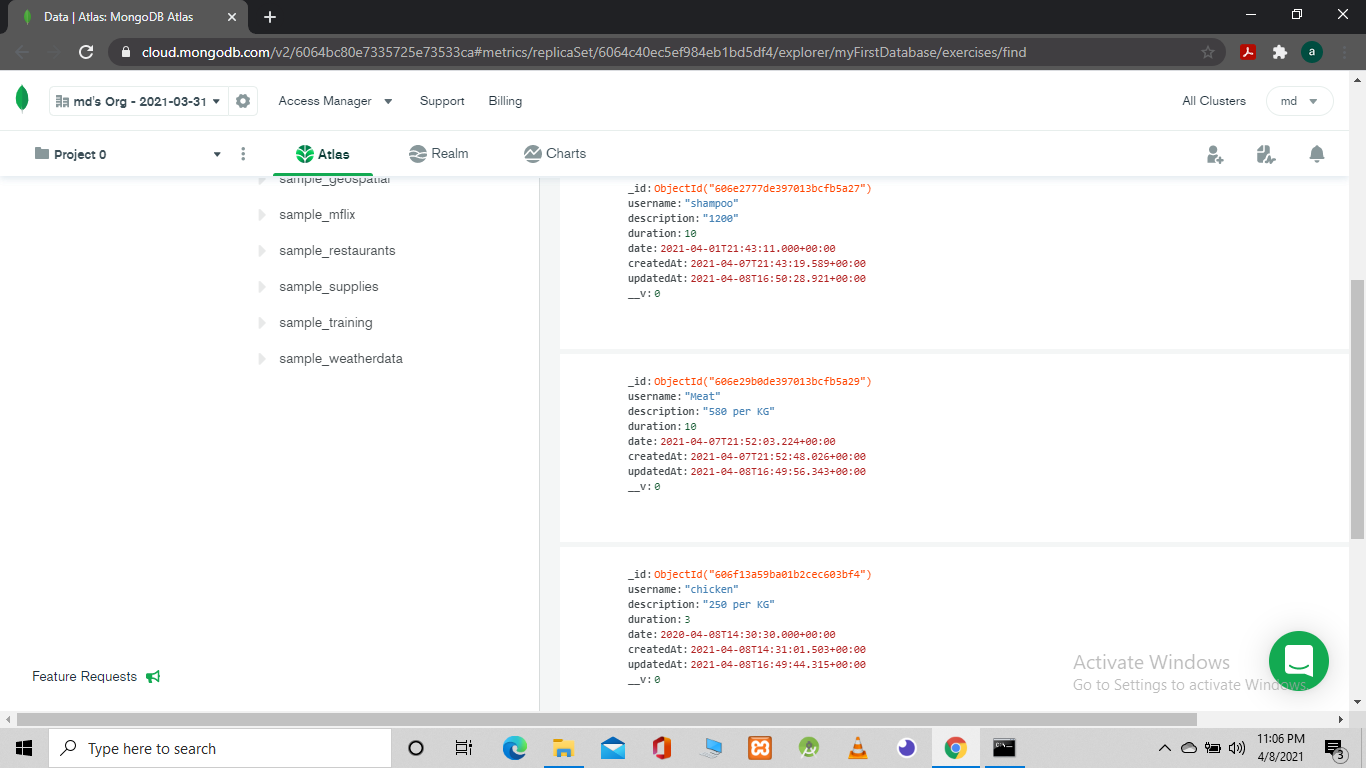 Data | Atlas: MongoDB Atlas
cloud.mongodb.com/v2/6064bc80e7335725e73533ca#metrics/replicaSet/6064c40ec5ef984eb1bd5df4/explorer/myFirstDatabase/exercises/find
a
md's Org - 2021-03-31
Access Manager
Support
Billing
All Clusters
md
Project 0
Atlas
Realm
Charts
sample_geospatial
sample_mflix
sample_restaurants
sample_supplies
sample_training
sample_weatherdata
Feature Requests
_id: ObjectId("606e2777de397013bcfb5a27")
username: "shampoo"
description: "1200"
duration: 10
date: 2021-04-01T21:43:11.000+00:00
createdAt: 2021-04-07T21:43:19.589+00:00
updatedAt: 2021-04-08T16:50:28.921+00:00
__v: 0
_id: ObjectId("606e29b0de397013bcfb5a29")
username: "Meat"
description: "580 per KG"
duration: 10
date: 2021-04-07T21:52:03.224+00:00
createdAt: 2021-04-07T21:52:48.026+00:00
updatedAt: 2021-04-08T16:49:56.343+00:00
__v: 0
_id: ObjectId("606f13a59ba01b2cec603bf4")
username: "chicken"
description: "250 per KG"
duration: 3
date: 2020-04-08T14:30:30.000+00:00
createdAt: 2021-04-08T14:31:01.503+00:00
updatedAt: 2021-04-08T16:49:44.315+00:00
__v: 0
Activate Windows
Go to Settings to activate Windows.
Type here to search
11:06 PM
4/8/2021
3